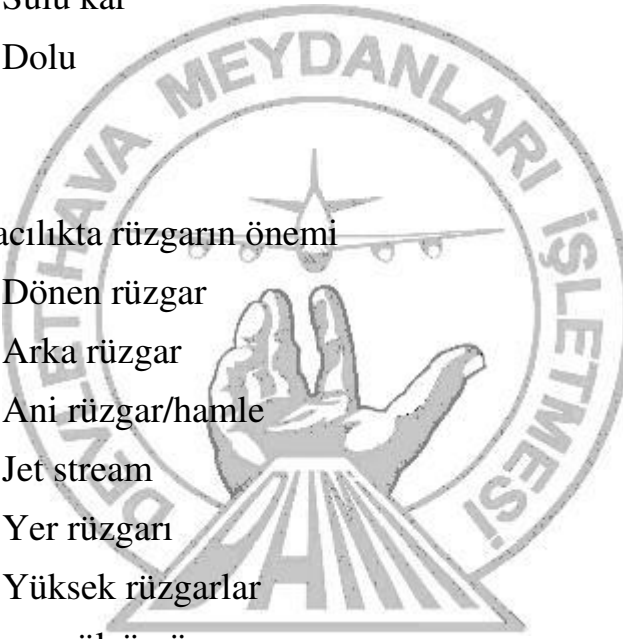 Sulu kar
Dolu
DEVLET HAVA MEYDANLARI İŞLETMESİ
acılıkta rüzgarın önemi
Dönen rüzgar
Arka rüzgar
Ani rüzgar/hamle
Jet stream
Yer rüzgarı
Yüksek rüzgarlar